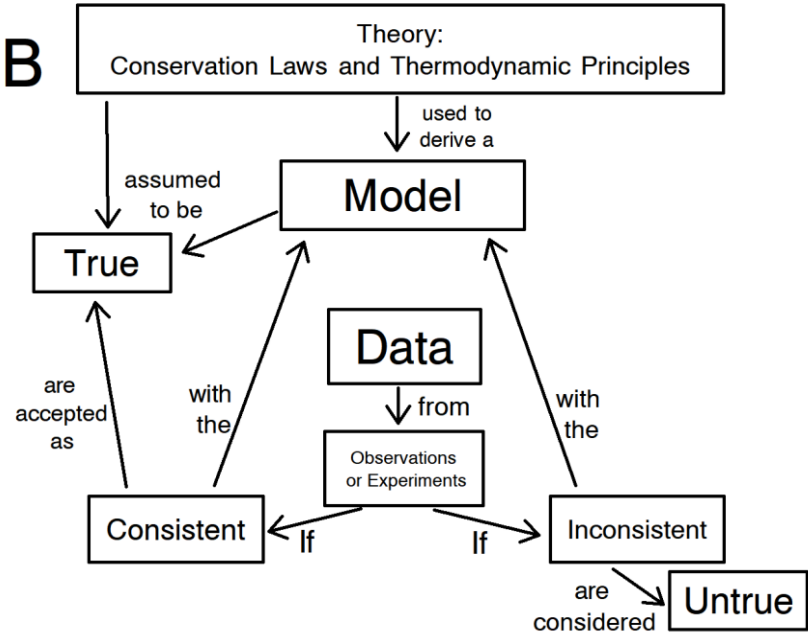 B
Theory:
Conservation Laws and Thermodynamic Principles
used to
derive a
assumed
to be
Model
True
Data
are
accepted
as
with
the
from
with
the
Observations
or Experiments
Consistent
If
If
Inconsistent
are
considered
Untrue